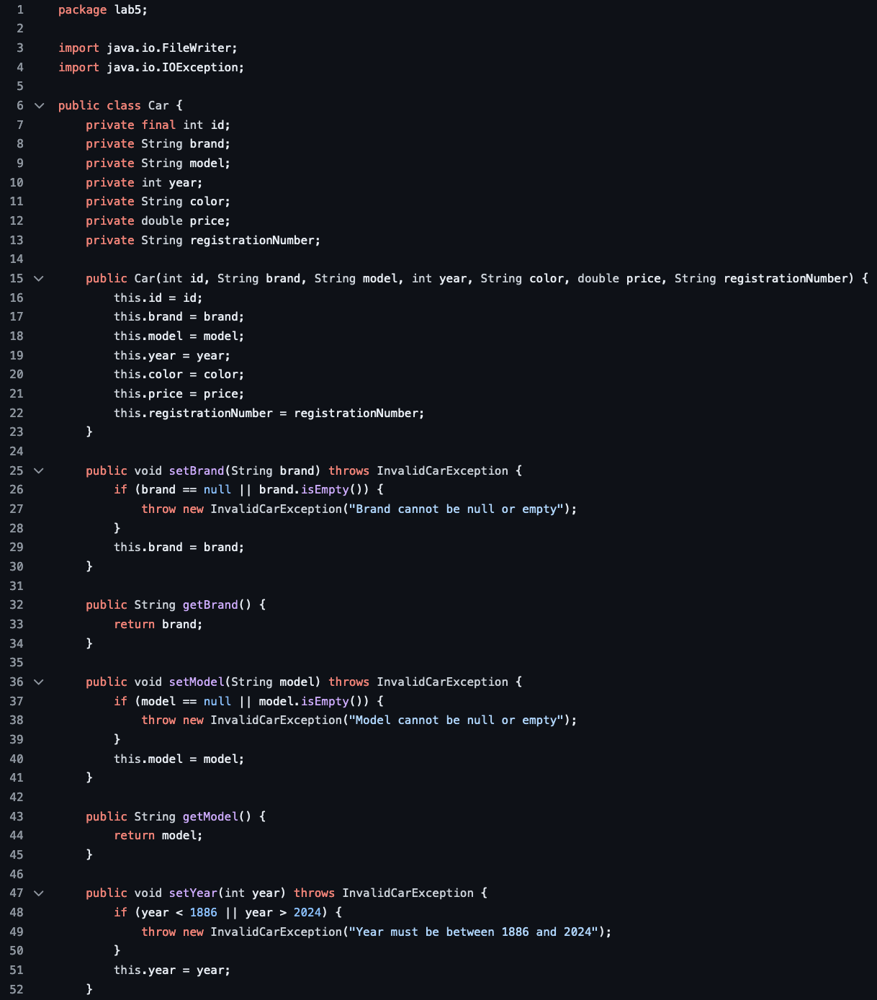 1 package lab5;
2
3 import java.io.FileWriter;
4 import java.io.IOException;
5
6 public class Car {
7     private final int id;
8     private String brand;
9     private String model;
10     private int year;
11     private String color;
12     private double price;
13     private String registrationNumber;
14
15     public Car(int id, String brand, String model, int year, String color, double price, String registrationNumber) {
16         this.id = id;
17         this.brand = brand;
18         this.model = model;
19         this.year = year;
20         this.color = color;
21         this.price = price;
22         this.registrationNumber = registrationNumber;
23     }
24
25     public void setBrand(String brand) throws InvalidCarException {
26         if (brand == null || brand.isEmpty()) {
27             throw new InvalidCarException("Brand cannot be null or empty");
28         }
29         this.brand = brand;
30     }
31
32     public String getBrand() {
33         return brand;
34     }
35
36     public void setModel(String model) throws InvalidCarException {
37         if (model == null || model.isEmpty()) {
38             throw new InvalidCarException("Model cannot be null or empty");
39         }
40         this.model = model;
41     }
42
43     public String getModel() {
44         return model;
45     }
46
47     public void setYear(int year) throws InvalidCarException {
48         if (year < 1886 || year > 2024) {
49             throw new InvalidCarException("Year must be between 1886 and 2024");
50         }
51         this.year = year;
52     }